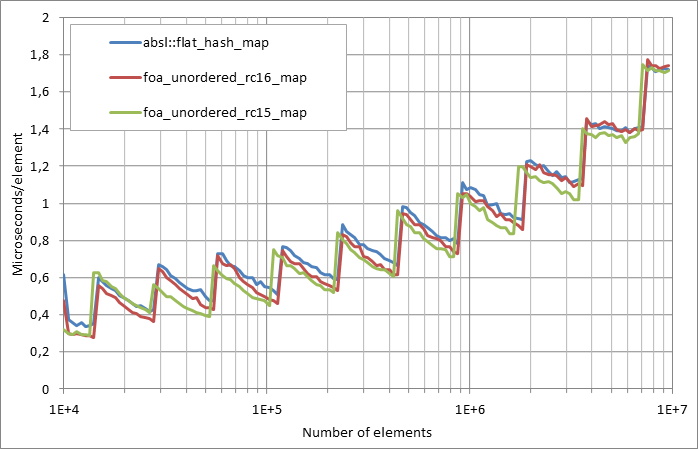 2
1,8
1,6
1,4
1,2
1
0,8
0,6
0,4
0,2
0
Microseconds/element
absl::flat_hash_map
foa_unordered_rc16_map
foa_unordered_rc15_map
1E+4 1E+5 1E+6 1E+7
Number of elements